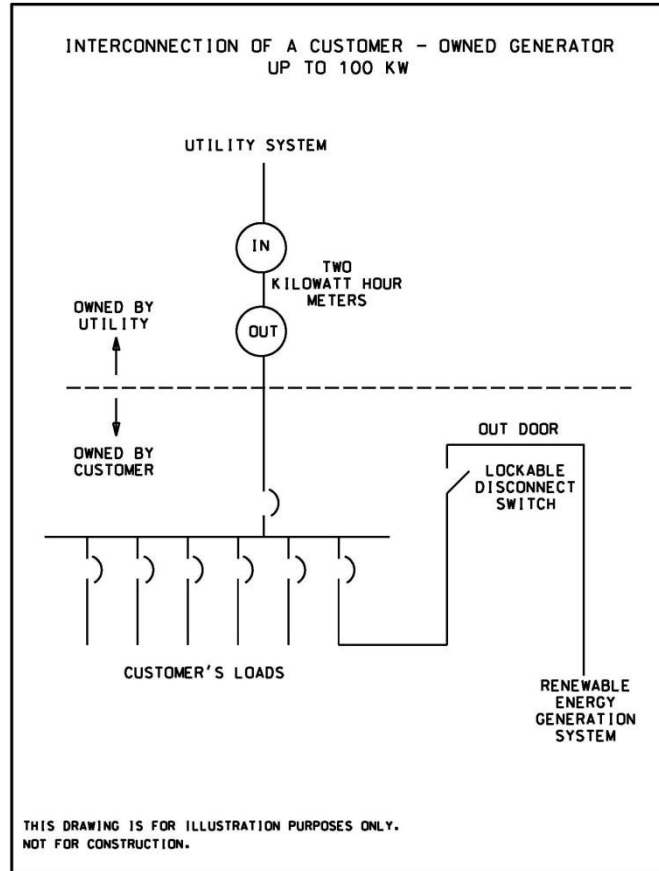 INTERCONNECTION OF A CUSTOMER – OWNED GENERATOR
UP TO 100 KW
UTILITY SYSTEM
IN
TWO
KILOWATT HOUR
METERS
OUT
OWNED BY
UTILITY
OWNED BY
CUSTOMER
OUT DOOR
LOCKABLE
DISCONNECT
SWITCH
CUSTOMER'S LOADS
RENEWABLE
ENERGY
GENERATION
SYSTEM
THIS DRAWING IS FOR ILLUSTRATION PURPOSES ONLY.
NOT FOR CONSTRUCTION.